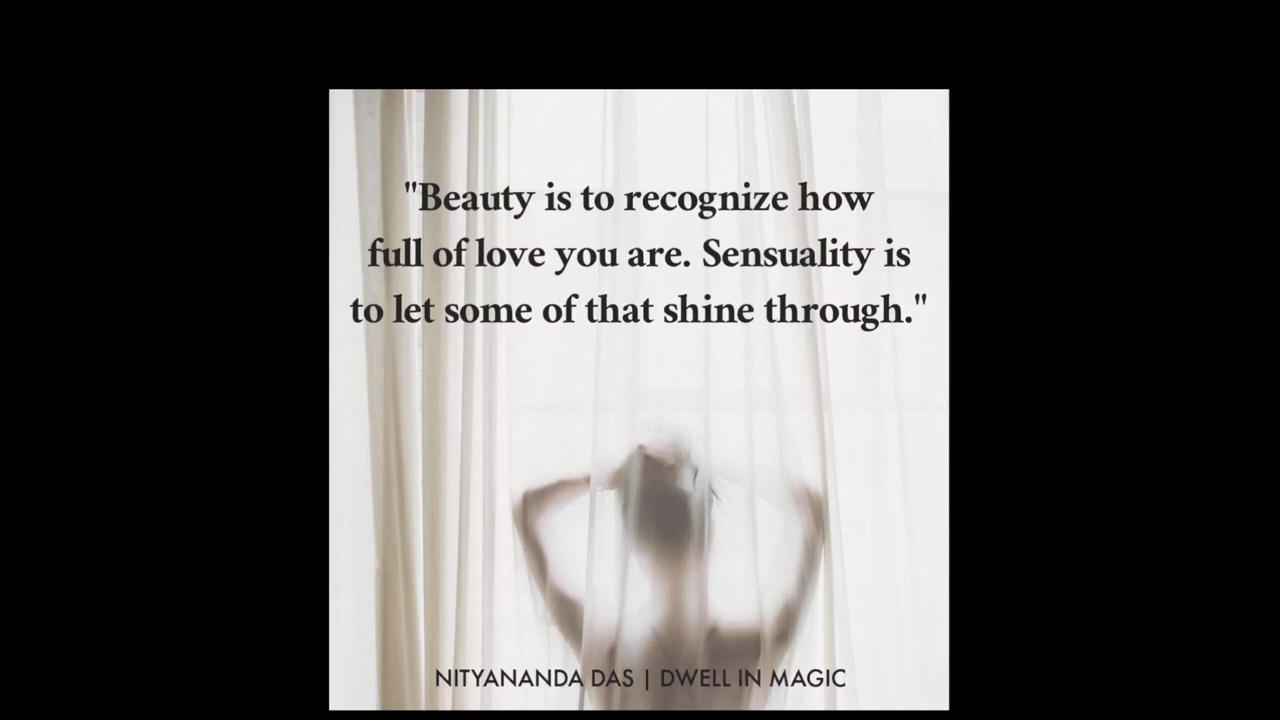 "Beauty is to recognize how
full of love you are. Sensuality is
to let some of that shine through."
NITYANANDA DAS | DWELL IN MAGIC